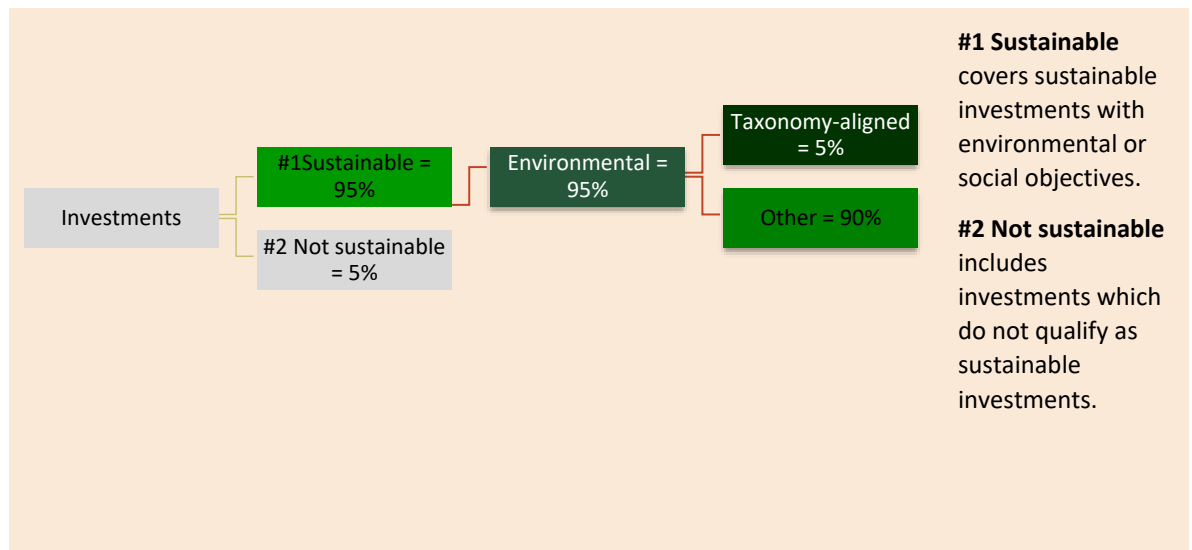 Investments
#1Sustainable =
95%
#2 Not sustainable
= 5%
Environmental =
95%
Taxonomy-aligned
= 5%
Other = 90%
#1 Sustainable
covers sustainable
investments with
environmental or
social objectives.
#2 Not sustainable
includes
investments which
do not qualify as
sustainable
investments.